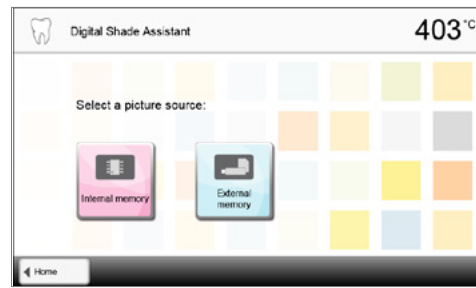 Digital Shade Assistant
403°C
Select a picture source:
Internal memory
External
memory
Home